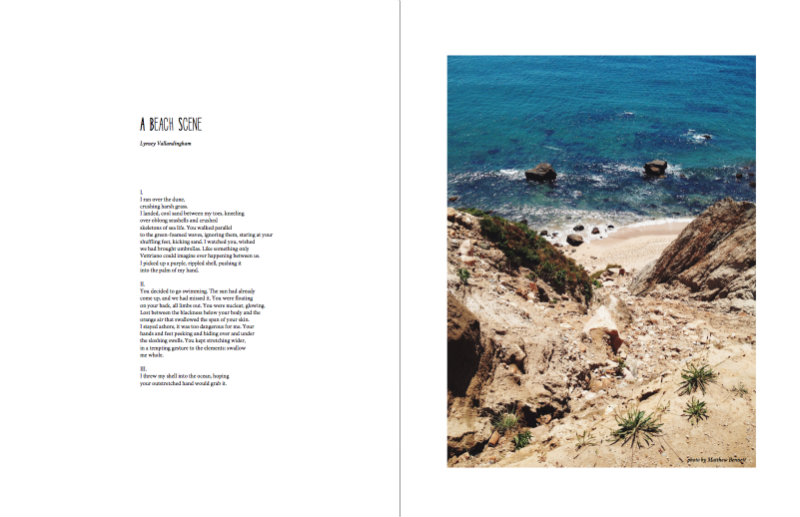 A BEACH SCENE
Lynsey Vallandingham
I.
I ran over the dune,
crushing harsh grass.
I landed, cool sand between my toes, kneeling
over oblong seashells and crushed
skeletons of sea life. You walked parallel
to the green-foamed waves, ignoring them, staring at your
shuffling feet, kicking sand. I watched you, wished
we had brought umbrellas. Like something only
Vettriano could imagine ever happening between us.
I picked up a purple, rippled shell, pushing it
into the palm of my hand.
II.
You decided to go swimming. The sun had already
come up, and we had missed it. You were floating
on your back, all limbs out. You were nuclear, glowing.
Lost between the blackness below your body and the
orange air that swallowed the span of your skin.
I stayed ashore, it was too dangerous for me. Your
hands and feet peeking and hiding over and under
the sloshing swells. You kept stretching wider,
in a tempting gesture to the elements: swallow
me whole.
III.
I threw my shell into the ocean, hoping
your outstretched hand would grab it.
photo by Matthew Bennett